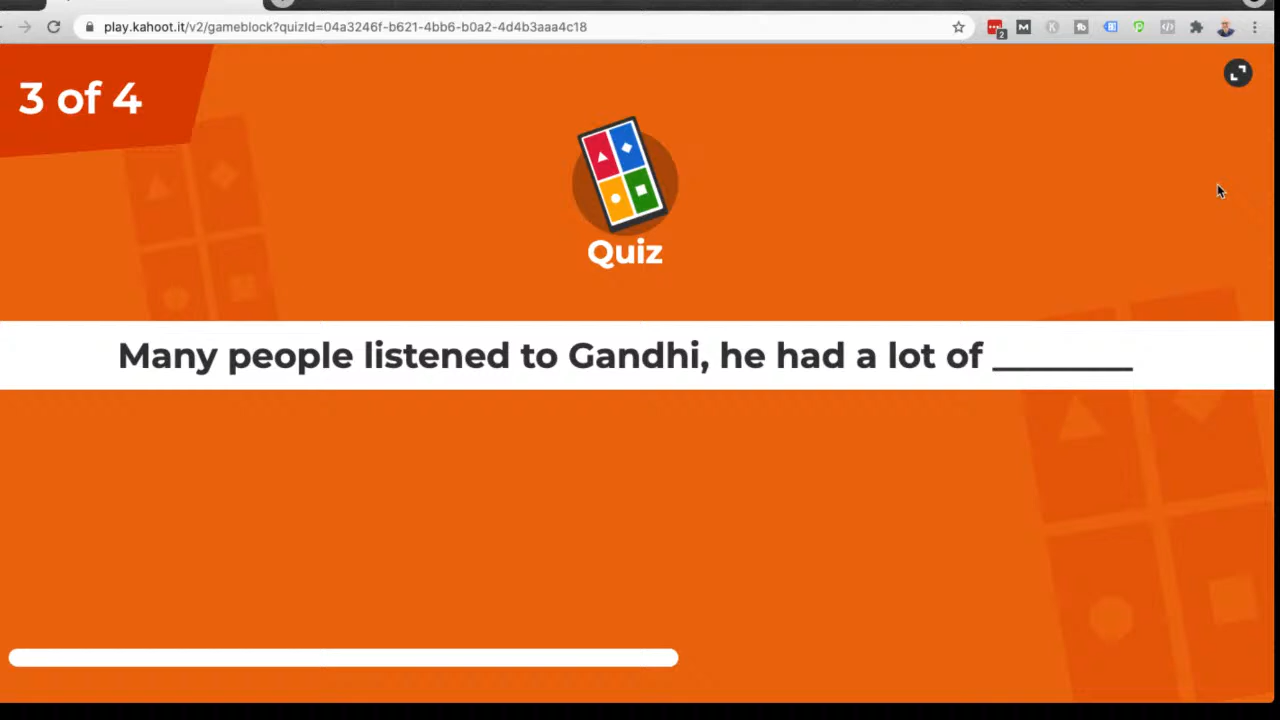 play.kahoot.it/v2/gameblock?quizId=04a3246f-b621-4bb6-b0a2-4d4b3aaa4c18
2
3 of 4
Quiz
Many people listened to Gandhi, he had a lot of ________